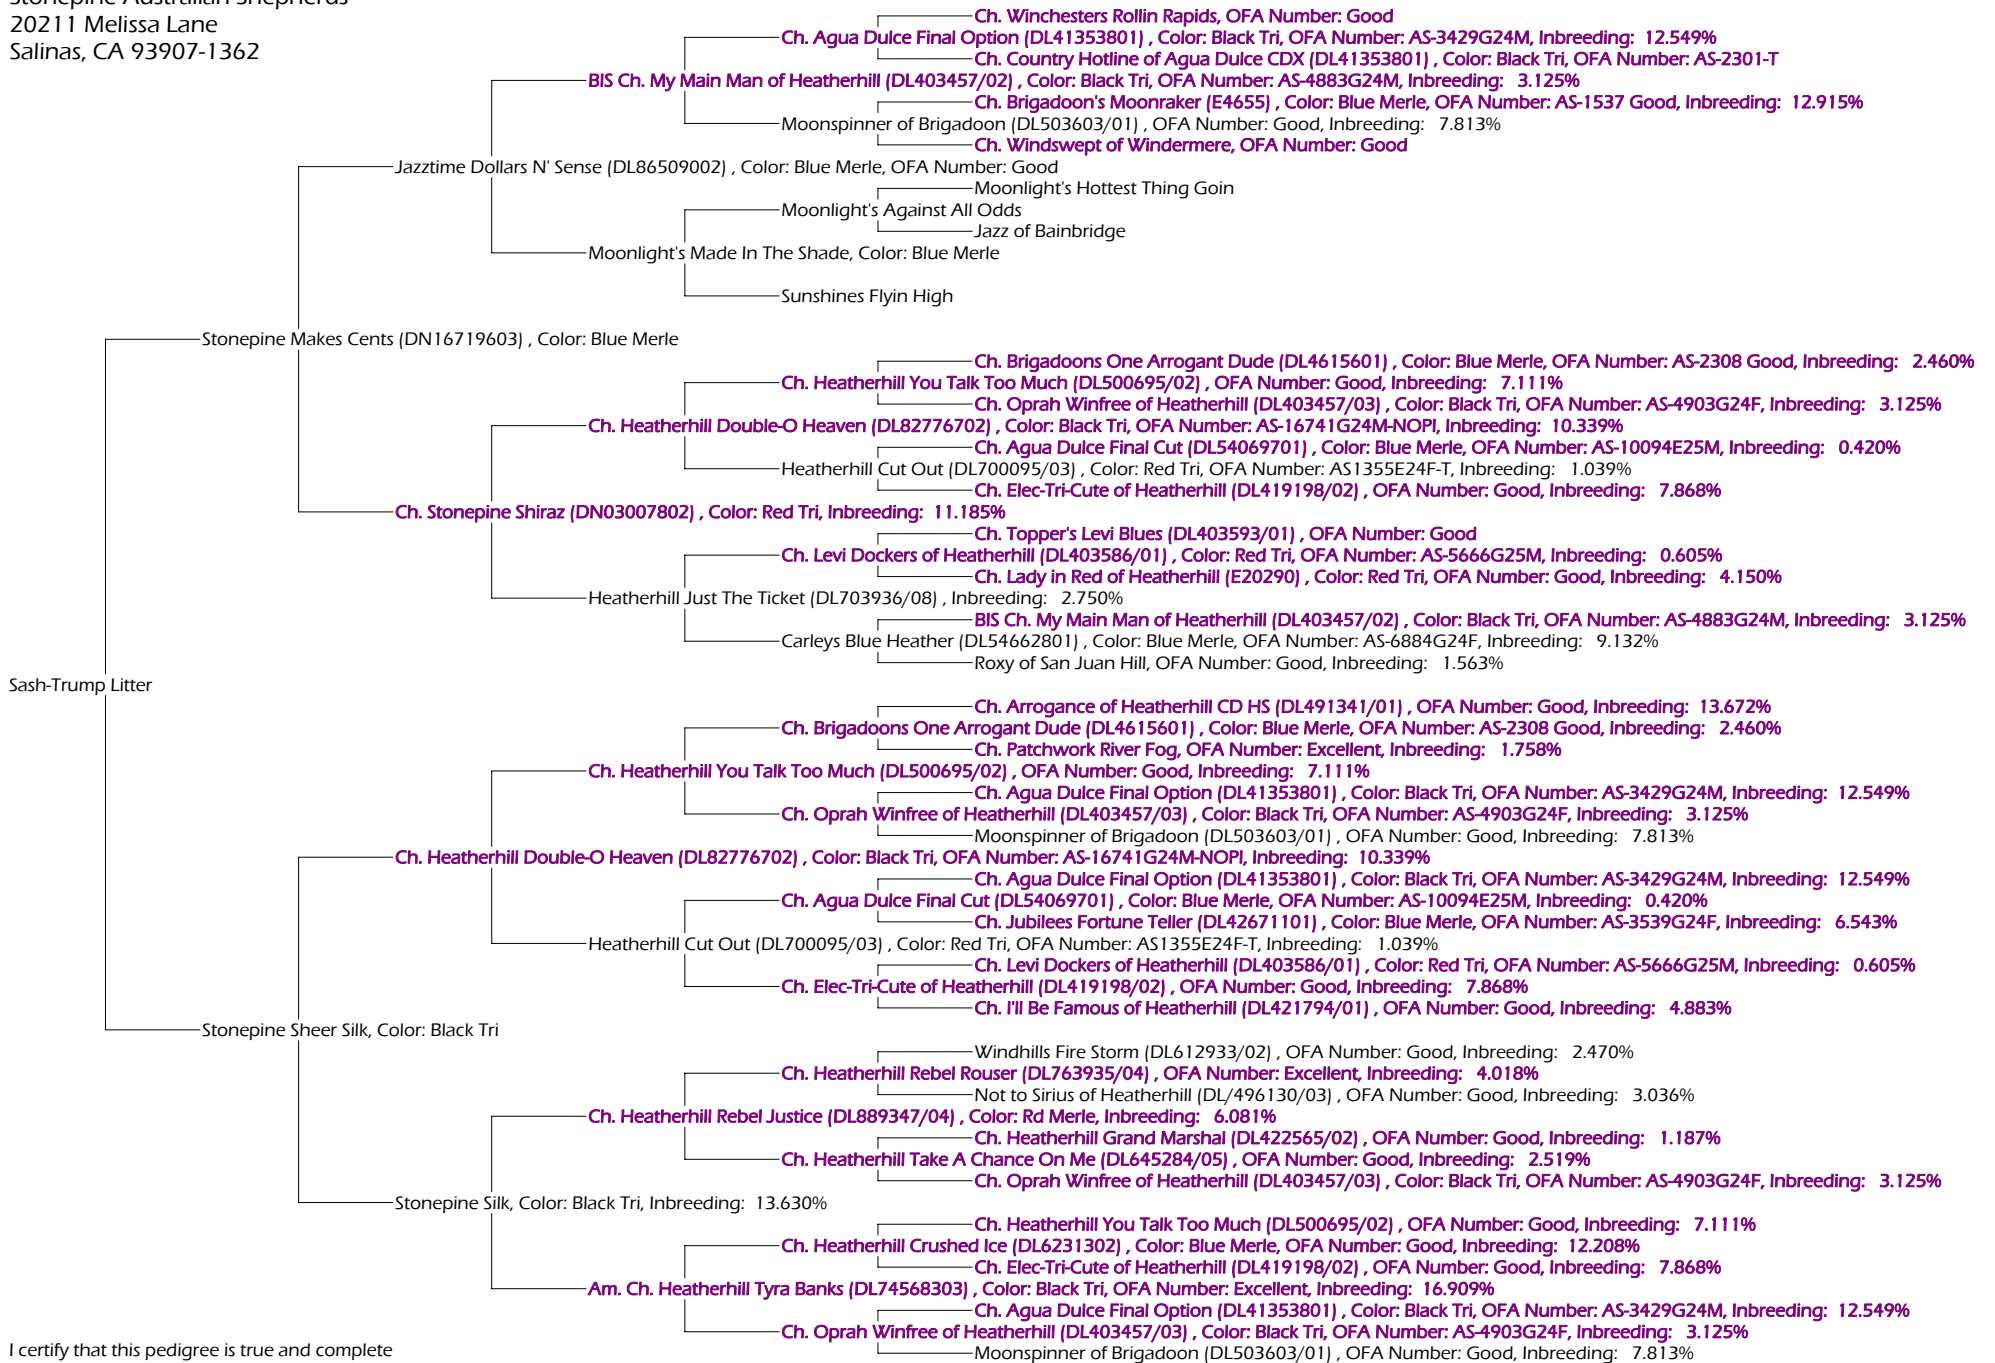 Stonepine Australian Shepherds
20211 Melissa Lane
Salinas, CA 93907-1362
Ch. Winchesters Rollin Rapids, OFA Number: Good
Ch. Agua Dulce Final Option (DL41353801) , Color: Black Tri, OFA Number: AS-3429G24M, Inbreeding: 12.549%
Ch. Country Hotline of Agua Dulce CDX (DL41353801) , Color: Black Tri, OFA Number: AS-2301-T
BIS Ch. My Main Man of Heatherhill (DL403457/02) , Color: Black Tri, OFA Number: AS-4883G24M, Inbreeding: 3.125%
Ch. Brigadoon's Moonraker (E4655) , Color: Blue Merle, OFA Number: AS-1537 Good, Inbreeding: 12.915%
Moonspinner of Brigadoon (DL503603/01) , OFA Number: Good, Inbreeding: 7.813%
Ch. Windswept of Windermere, OFA Number: Good
Jazztime Dollars N' Sense (DL86509002) , Color: Blue Merle, OFA Number: Good
Moonlight's Hottest Thing Goin
Moonlight's Against All Odds
Jazz of Bainbridge
Moonlight's Made In The Shade, Color: Blue Merle
Sunshines Flyin High
Stonepine Makes Cents (DN16719603) , Color: Blue Merle
Ch. Brigadoons One Arrogant Dude (DL4615601) , Color: Blue Merle, OFA Number: AS-2308 Good, Inbreeding: 2.460%
Ch. Heatherhill You Talk Too Much (DL500695/02) , OFA Number: Good, Inbreeding: 7.111%
Ch. Oprah Winfree of Heatherhill (DL403457/03) , Color: Black Tri, OFA Number: AS-4903G24F, Inbreeding: 3.125%
Ch. Heatherhill Double-O Heaven (DL82776702) , Color: Black Tri, OFA Number: AS-16741G24M-NOPI, Inbreeding: 10.339%
Ch. Agua Dulce Final Cut (DL54069701) , Color: Blue Merle, OFA Number: AS-10094E25M, Inbreeding: 0.420%
Heatherhill Cut Out (DL700095/03) , Color: Red Tri, OFA Number: AS1355E24F-T, Inbreeding: 1.039%
Ch. Elec-Tri-Cute of Heatherhill (DL419198/02) , OFA Number: Good, Inbreeding: 7.868%
Ch. Stonepine Shiraz (DN03007802) , Color: Red Tri, Inbreeding: 11.185%
Ch. Topper's Levi Blues (DL403593/01) , OFA Number: Good
Ch. Levi Dockers of Heatherhill (DL403586/01) , Color: Red Tri, OFA Number: AS-5666G25M, Inbreeding: 0.605%
Ch. Lady in Red of Heatherhill (E20290) , Color: Red Tri, OFA Number: Good, Inbreeding: 4.150%
Heatherhill Just The Ticket (DL703936/08) , Inbreeding: 2.750%
BIS Ch. My Main Man of Heatherhill (DL403457/02) , Color: Black Tri, OFA Number: AS-4883G24M, Inbreeding: 3.125%
Carleys Blue Heather (DL54662801) , Color: Blue Merle, OFA Number: AS-6884G24F, Inbreeding: 9.132%
Roxy of San Juan Hill, OFA Number: Good, Inbreeding: 1.563%
Sash-Trump Litter
Ch. Arrogance of Heatherhill CD HS (DL491341/01) , OFA Number: Good, Inbreeding: 13.672%
Ch. Brigadoons One Arrogant Dude (DL4615601) , Color: Blue Merle, OFA Number: AS-2308 Good, Inbreeding: 2.460%
Ch. Patchwork River Fog, OFA Number: Excellent, Inbreeding: 1.758%
Ch. Heatherhill You Talk Too Much (DL500695/02) , OFA Number: Good, Inbreeding: 7.111%
Ch. Agua Dulce Final Option (DL41353801) , Color: Black Tri, OFA Number: AS-3429G24M, Inbreeding: 12.549%
Ch. Oprah Winfree of Heatherhill (DL403457/03) , Color: Black Tri, OFA Number: AS-4903G24F, Inbreeding: 3.125%
Moonspinner of Brigadoon (DL503603/01) , OFA Number: Good, Inbreeding: 7.813%
Ch. Heatherhill Double-O Heaven (DL82776702) , Color: Black Tri, OFA Number: AS-16741G24M-NOPI, Inbreeding: 10.339%
Ch. Agua Dulce Final Option (DL41353801) , Color: Black Tri, OFA Number: AS-3429G24M, Inbreeding: 12.549%
Ch. Agua Dulce Final Cut (DL54069701) , Color: Blue Merle, OFA Number: AS-10094E25M, Inbreeding: 0.420%
Ch. Jubilees Fortune Teller (DL42671101) , Color: Blue Merle, OFA Number: AS-3539G24F, Inbreeding: 6.543%
Heatherhill Cut Out (DL700095/03) , Color: Red Tri, OFA Number: AS1355E24F-T, Inbreeding: 1.039%
Ch. Levi Dockers of Heatherhill (DL403586/01) , Color: Red Tri, OFA Number: AS-5666G25M, Inbreeding: 0.605%
Ch. Elec-Tri-Cute of Heatherhill (DL419198/02) , OFA Number: Good, Inbreeding: 7.868%
Ch. I'll Be Famous of Heatherhill (DL421794/01) , OFA Number: Good, Inbreeding: 4.883%
Stonepine Sheer Silk, Color: Black Tri
Windhills Fire Storm (DL612933/02) , OFA Number: Good, Inbreeding: 2.470%
Ch. Heatherhill Rebel Rouser (DL763935/04) , OFA Number: Excellent, Inbreeding: 4.018%
Not to Sirius of Heatherhill (DL/496130/03) , OFA Number: Good, Inbreeding: 3.036%
Ch. Heatherhill Rebel Justice (DL889347/04) , Color: Rd Merle, Inbreeding: 6.081%
Ch. Heatherhill Grand Marshal (DL422565/02) , OFA Number: Good, Inbreeding: 1.187%
Ch. Heatherhill Take A Chance On Me (DL645284/05) , OFA Number: Good, Inbreeding: 2.519%
Ch. Oprah Winfree of Heatherhill (DL403457/03) , Color: Black Tri, OFA Number: AS-4903G24F, Inbreeding: 3.125%
Stonepine Silk, Color: Black Tri, Inbreeding: 13.630%
Ch. Heatherhill You Talk Too Much (DL500695/02) , OFA Number: Good, Inbreeding: 7.111%
Ch. Heatherhill Crushed Ice (DL6231302) , Color: Blue Merle, OFA Number: Good, Inbreeding: 12.208%
Ch. Elec-Tri-Cute of Heatherhill (DL419198/02) , OFA Number: Good, Inbreeding: 7.868%
Am. Ch. Heatherhill Tyra Banks (DL74568303) , Color: Black Tri, OFA Number: Excellent, Inbreeding: 16.909%
Ch. Agua Dulce Final Option (DL41353801) , Color: Black Tri, OFA Number: AS-3429G24M, Inbreeding: 12.549%
Ch. Oprah Winfree of Heatherhill (DL403457/03) , Color: Black Tri, OFA Number: AS-4903G24F, Inbreeding: 3.125%
Moonspinner of Brigadoon (DL503603/01) , OFA Number: Good, Inbreeding: 7.813%
I certify that this pedigree is true and complete